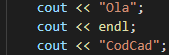 cout << "Ola";
cout << endl;
cout << "CodCad";